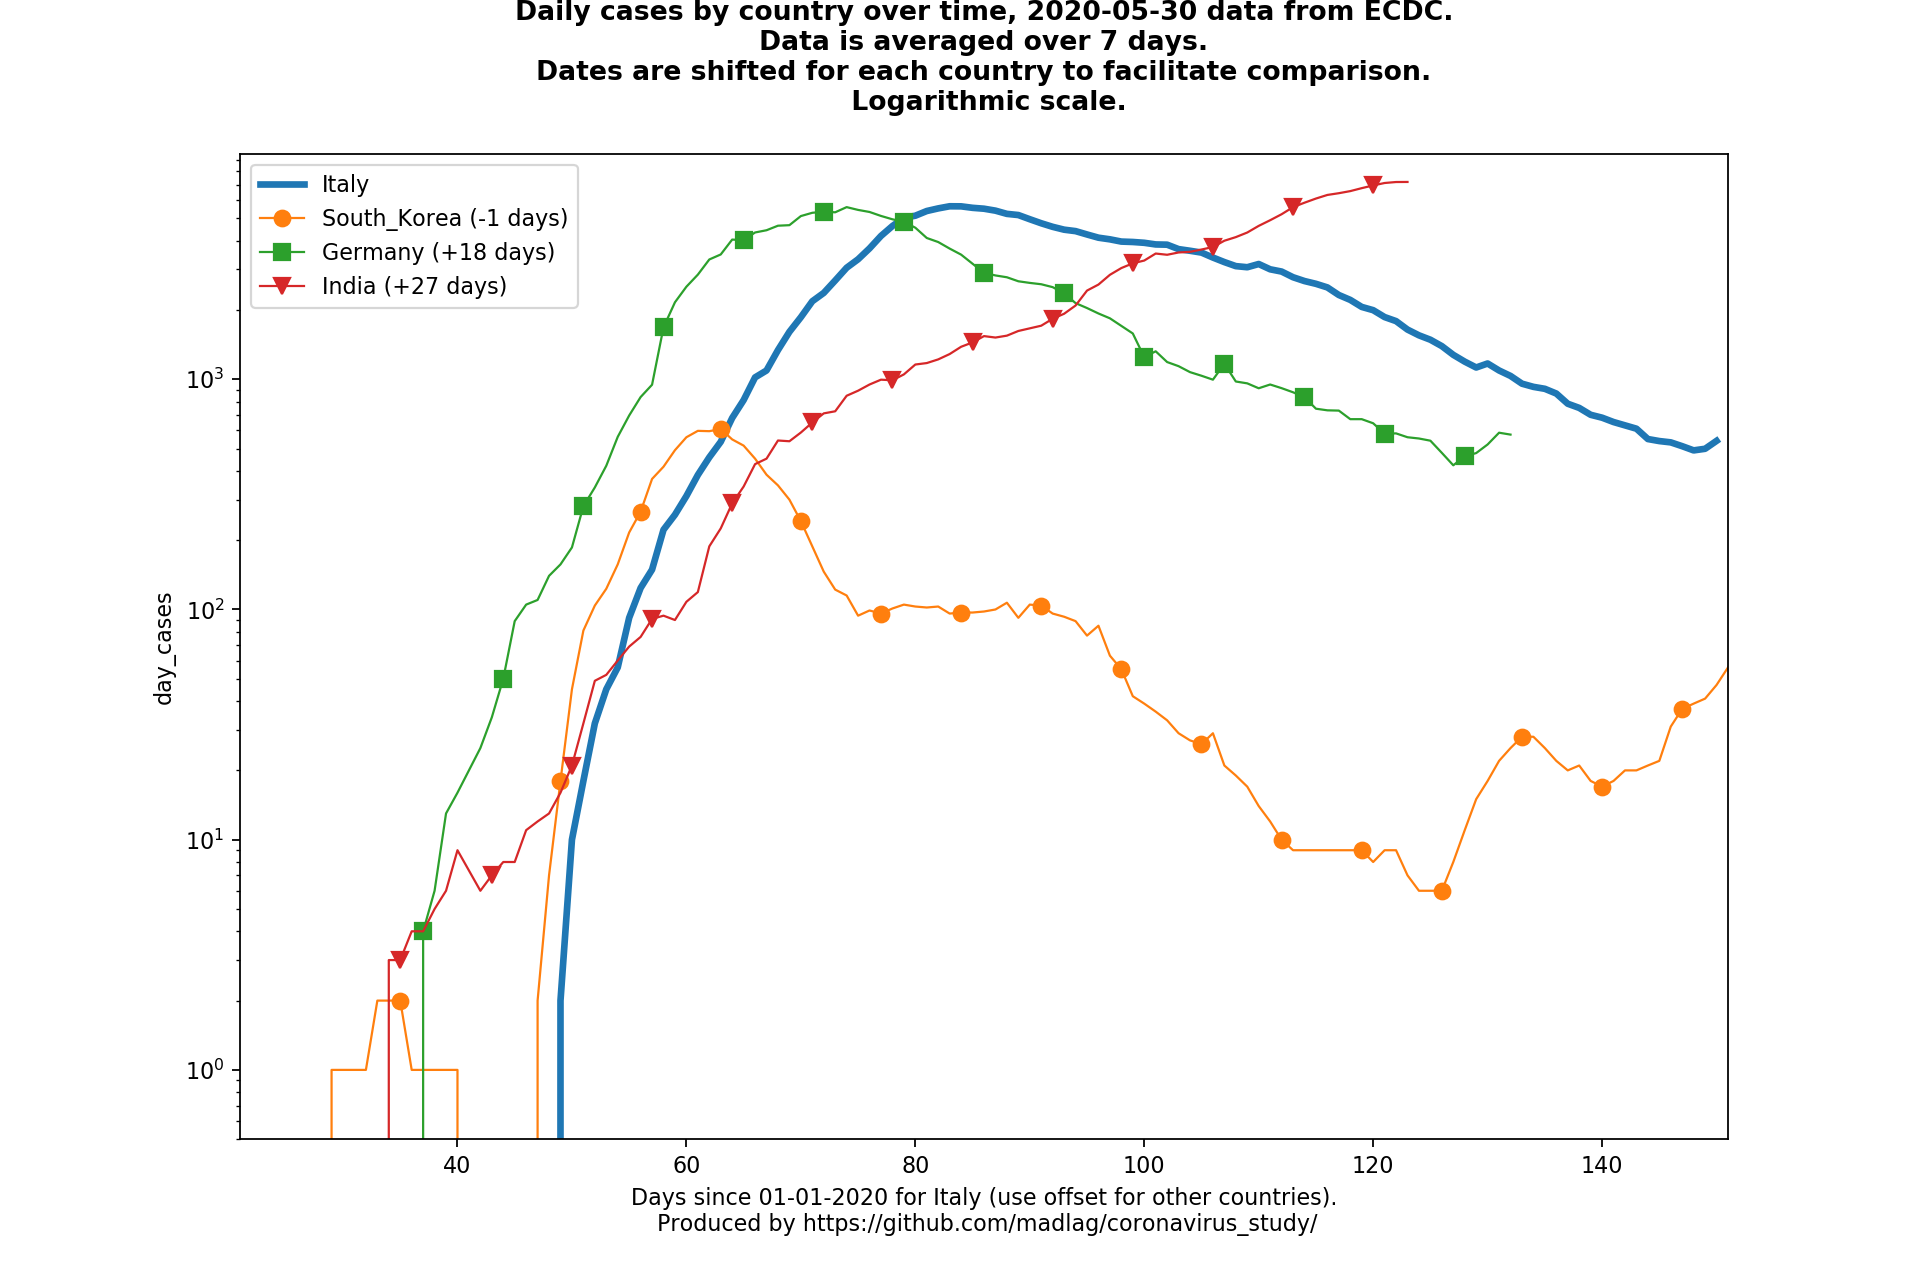 Daily cases by country over time, 2020-05-30 data from ECDC.
Data is averaged over 7 days.
Dates are shifted for each country to facilitate comparison.
Logarithmic scale.
Italy
South_Korea (-1 days)
Germany (+18 days)
India (+27 days)
day_cases
10³
10²
10¹
10⁰
40 60 80 100 120 140
Days since 01-01-2020 for Italy (use offset for other countries).
Produced by https://github.com/madlag/coronavirus_study/